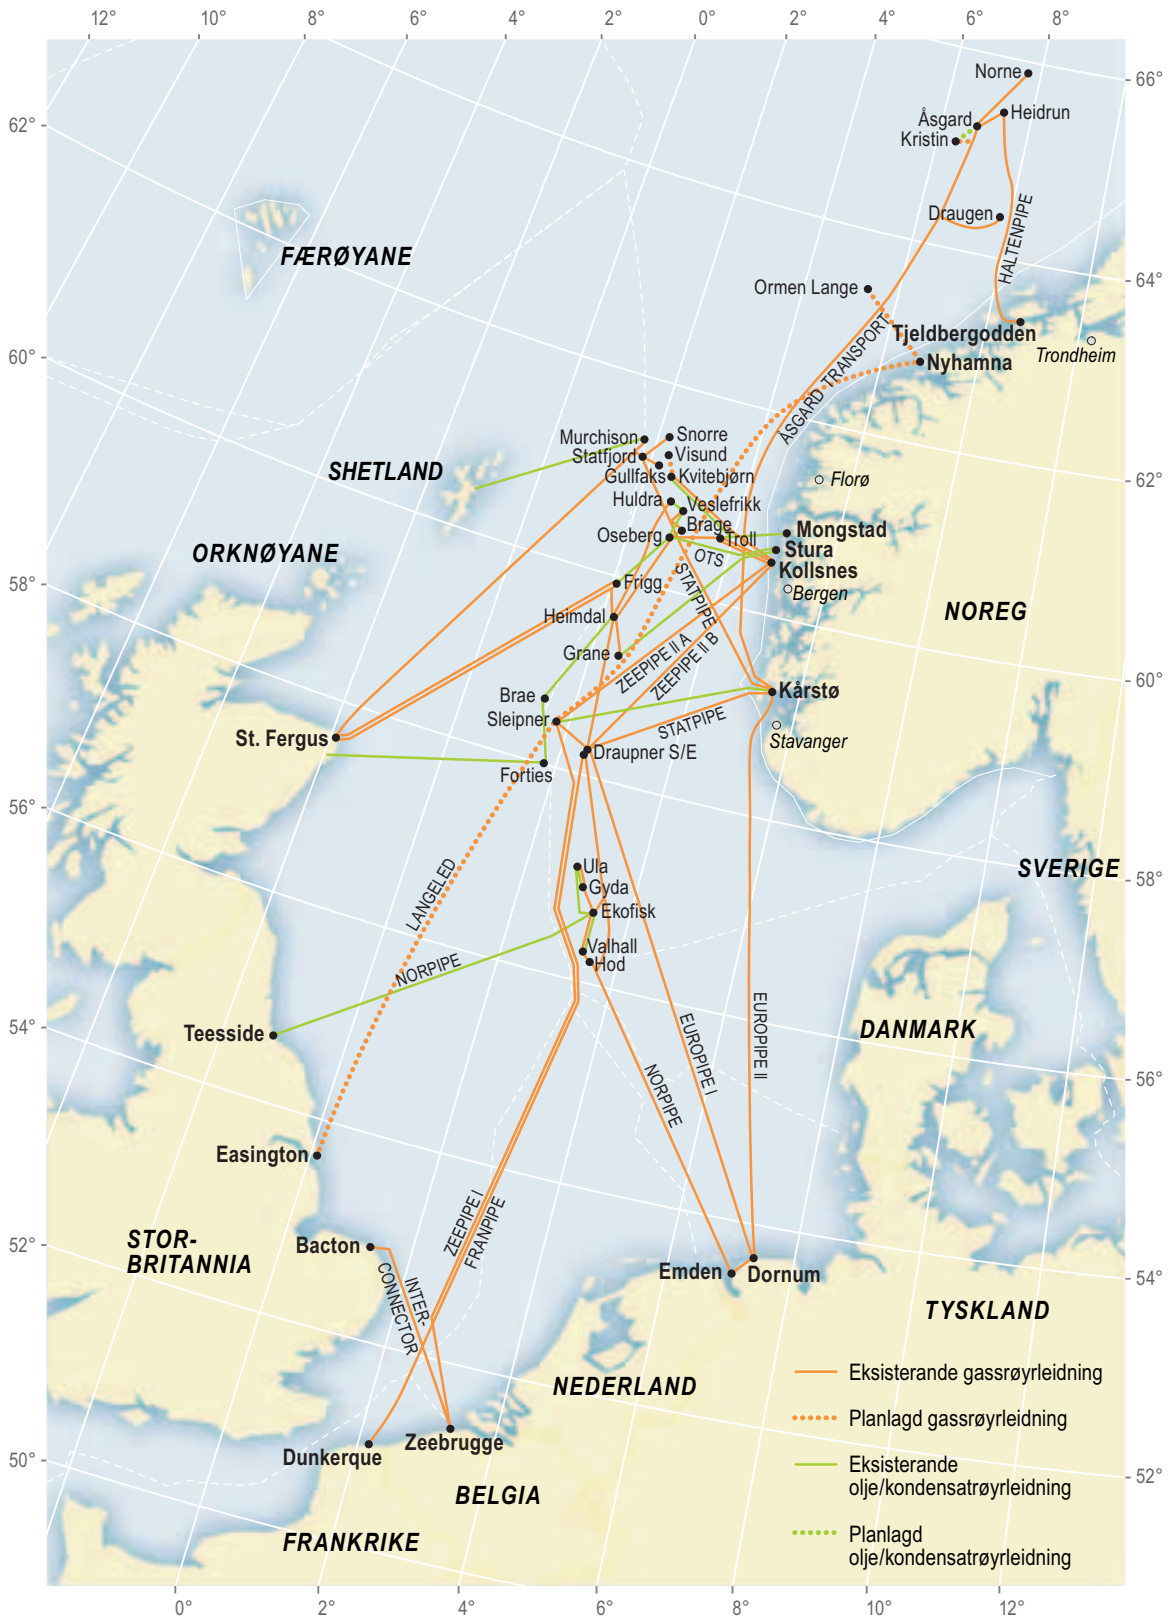 12° 10° 8° 6° 4° 2° 0° 2° 4° 6° 8°
66°
64°
62°
60°
58°
56°
54°
52°
62°
60°
58°
56°
54°
52°
50°
Norne
Åsgard
Heidrun
Kristin
Draugen
HALTENPIPE
FÆRØYANE
Ormen Lange
Tjeldbergodden
Trondheim
Nyhamna
ÅSGARD TRANSPORT
Murchison
Snorre
Statfjord
Visund
SHETLAND
Gullfaks
Kvitebjørn
Florø
Huldra
Veslefrikk
Brage
Mongstad
Oseberg
Troll
Stura
ORKNØYANE
OTS
Kollsnes
Frigg
STATPIPE
Bergen
NOREG
Heimdal
Grane
ZEEPIPE II A
ZEEPIPE II B
Brae
Kårstø
Sleipner
STATPIPE
St. Fergus
Stavanger
Draupner S/E
Forties
Ula
SVERIGE
Gyda
LANGELED
Ekofisk
Valhall
NORPIPE
Hod
Teesside
EUROPIPE I
EUROPIPE II
DANMARK
NORPIPE
Easington
ZEEPIPE I
FRANPIPE
STOR-
BRITANNIA
Bacton
INTER-
CONNECTOR
Emden
Dornum
TYSKLAND
NEDERLAND
Zeebrugge
Dunkerque
BELGIA
FRANKRIKE
Eksisterande gassrøyrleidning
Planlagd gassrøyrleidning
Eksisterande
olje/kondensatrøyrleidning
Planlagd
olje/kondensatrøyrleidning
0° 2° 4° 6° 8° 10° 12°